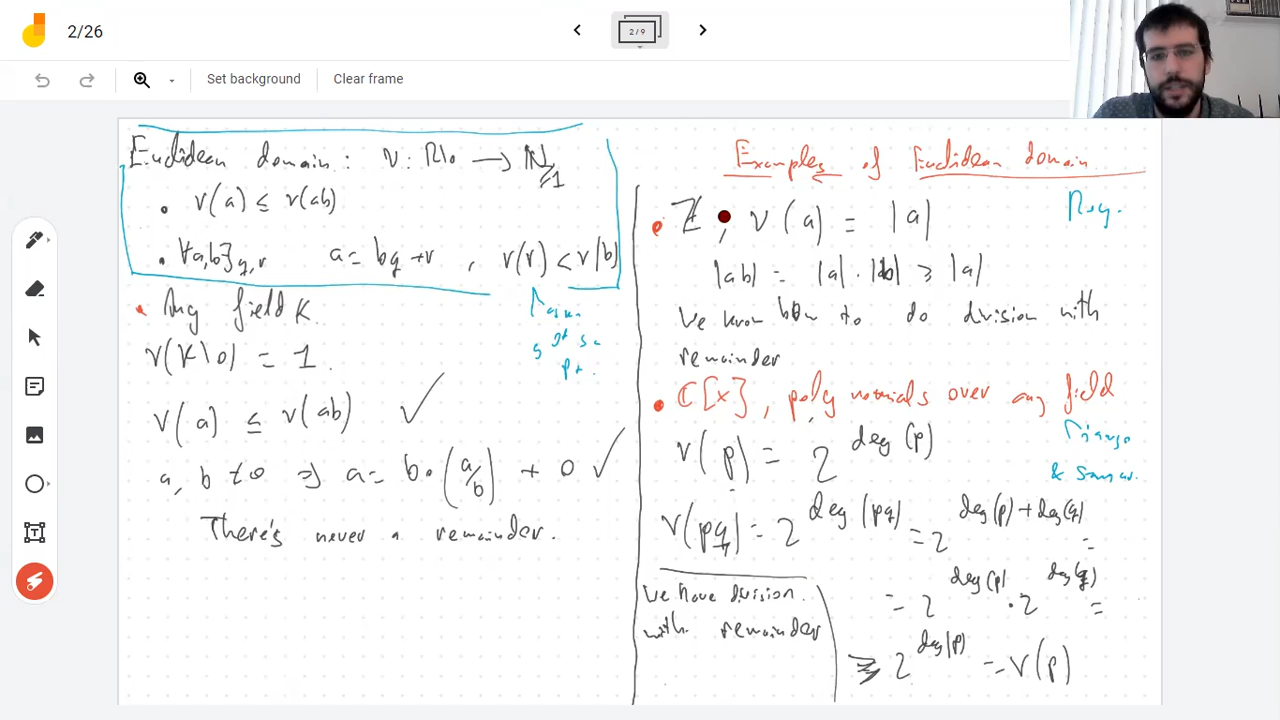 2/26
2/9
Set background
Clear frame
Euclidean domain: ν: R\0 → ℕ≥1
• ν(a) ≤ ν(ab)
• ∀a,b ∃q,r a = bq + r, ν(r) < ν(b)
• Any field K.
ν(K\0) = 1.
ν(a) ≤ ν(ab) ✓
a, b ≠ 0 ⇒ a = b·(a/b) + 0 ✓
There's never a remainder.
Examples of Euclidean domain.
• ℤ, ν(a) = |a|
|ab| = |a|·|b| ≥ |a|
We know how to do division with
remainder
• ℂ[x], polynomials over any field
ν(p) = 2^deg(p)
ν(pq) = 2^deg(pq) = 2^deg(p)+deg(q) =
= 2^deg(p) · 2^deg(q) =
≥ 2^deg(p) = ν(p)
We have division
with remainder